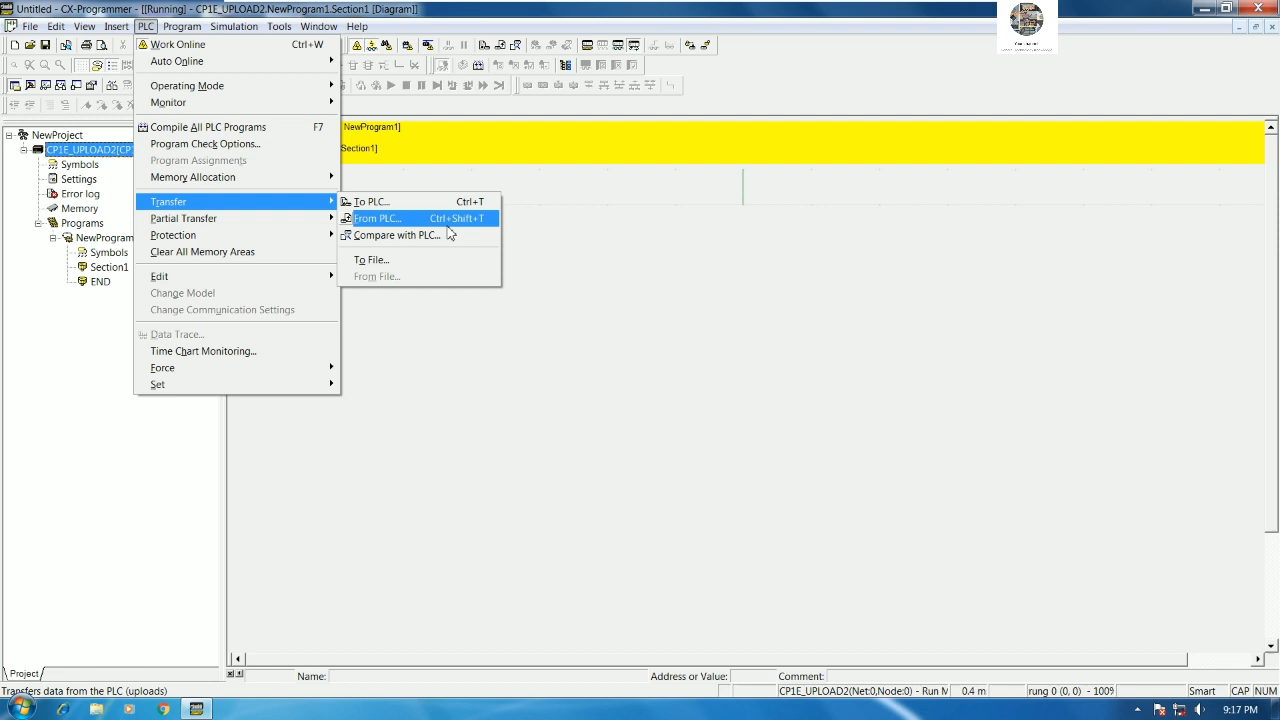 Untitled - CX-Programmer - [[Running] - CP1E_UPLOAD2.NewProgram1.Section1 [Diagram]]
File Edit View Insert PLC Program Simulation Tools Window Help
Work Online Ctrl+W
Auto Online
Operating Mode
Monitor
Compile All PLC Programs F7
Program Check Options...
Program Assignments
Memory Allocation
Transfer
Partial Transfer
Protection
Clear All Memory Areas
Edit
Change Model
Change Communication Settings
Data Trace...
Time Chart Monitoring...
Force
Set
To PLC... Ctrl+T
From PLC... Ctrl+Shift+T
Compare with PLC...
To File...
From File...
NewProgram1]
Section1]
NewProject
CP1E_UPLOAD2[CP1
Symbols
Settings
Error log
Memory
Programs
NewProgram
Symbols
Section1
END
Project
Name: Address or Value: Comment:
Transfers data from the PLC (uploads)
CP1E_UPLOAD2(Net:0,Node:0) - Run M 0.4 m rung 0 (0, 0) - 100% Smart CAP NUM
9:17 PM